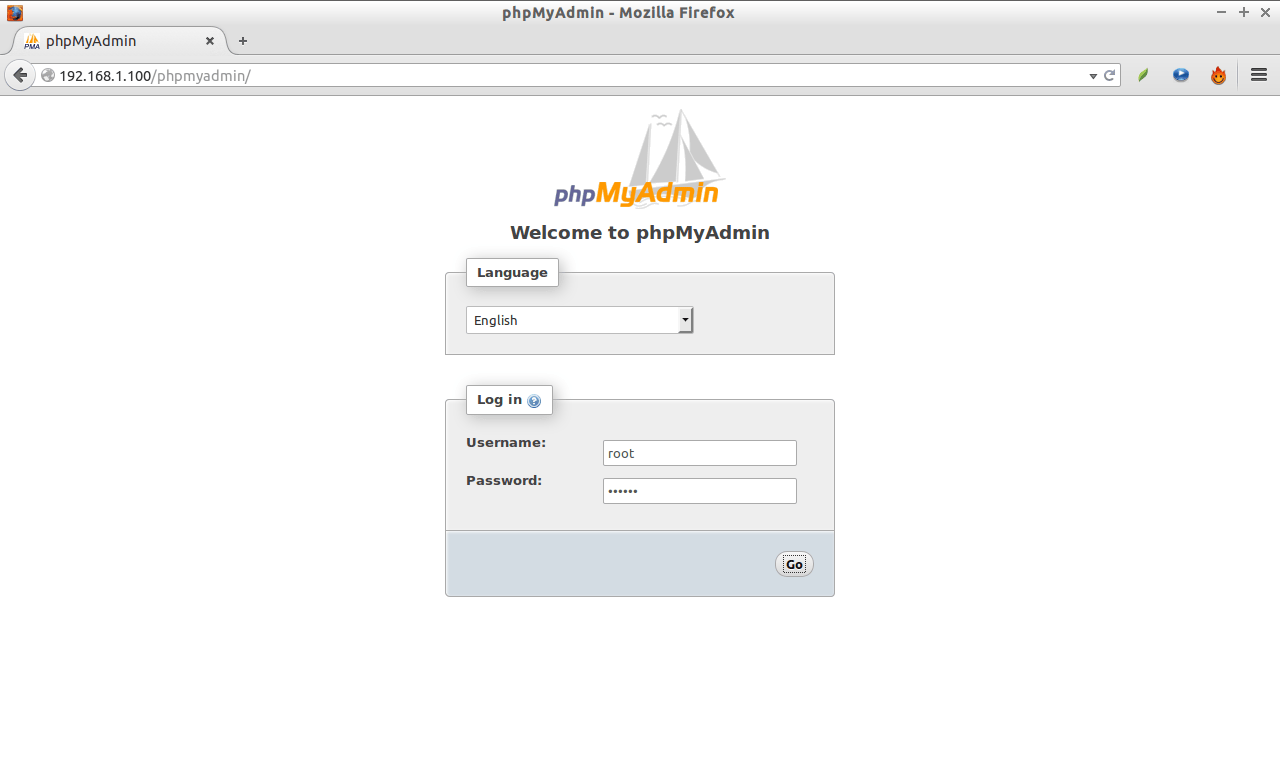 phpMyAdmin - Mozilla Firefox
PMA phpMyAdmin
192.168.1.100/phpmyadmin/
phpMyAdmin
Welcome to phpMyAdmin
Language
English
Log in ?
Username: root
Password: ••••••
Go